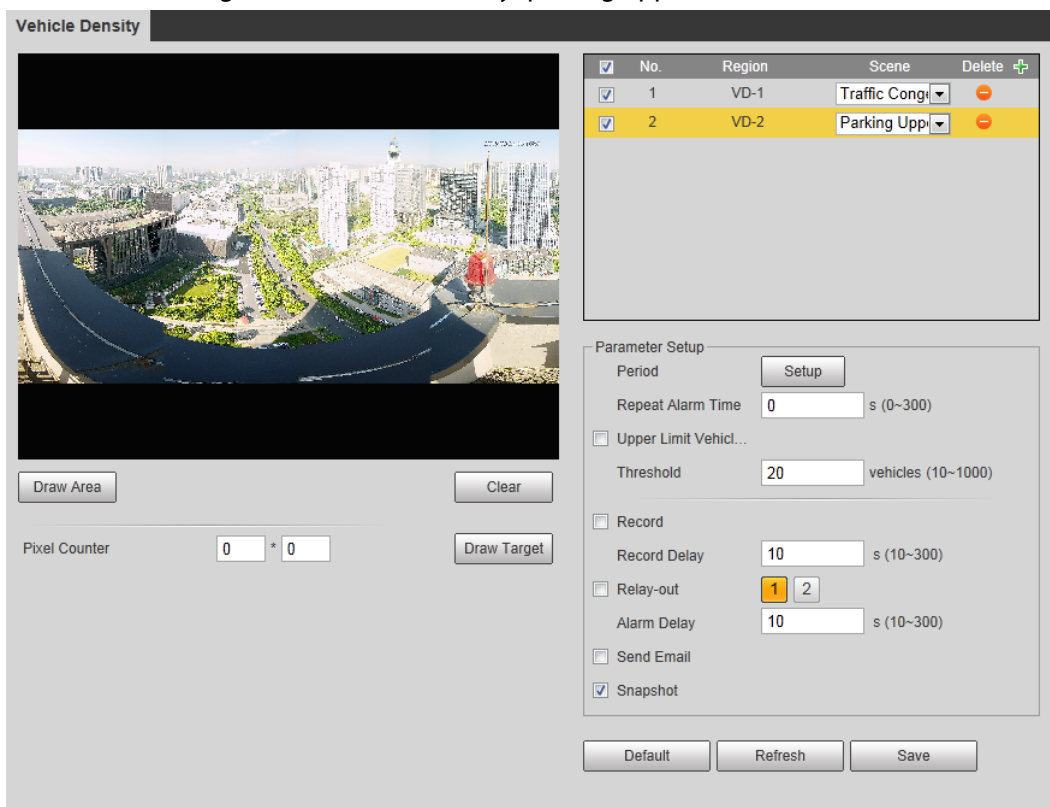 Vehicle Density
No. Region Scene Delete
1 VD-1 Traffic Conge
2 VD-2 Parking Uppe
Draw Area Clear
Pixel Counter 0 * 0 Draw Target
Parameter Setup
Period Setup
Repeat Alarm Time 0 s (0~300)
Upper Limit Vehicl...
Threshold 20 vehicles (10~1000)
Record
Record Delay 10 s (10~300)
Relay-out 1 2
Alarm Delay 10 s (10~300)
Send Email
Snapshot
Default Refresh Save